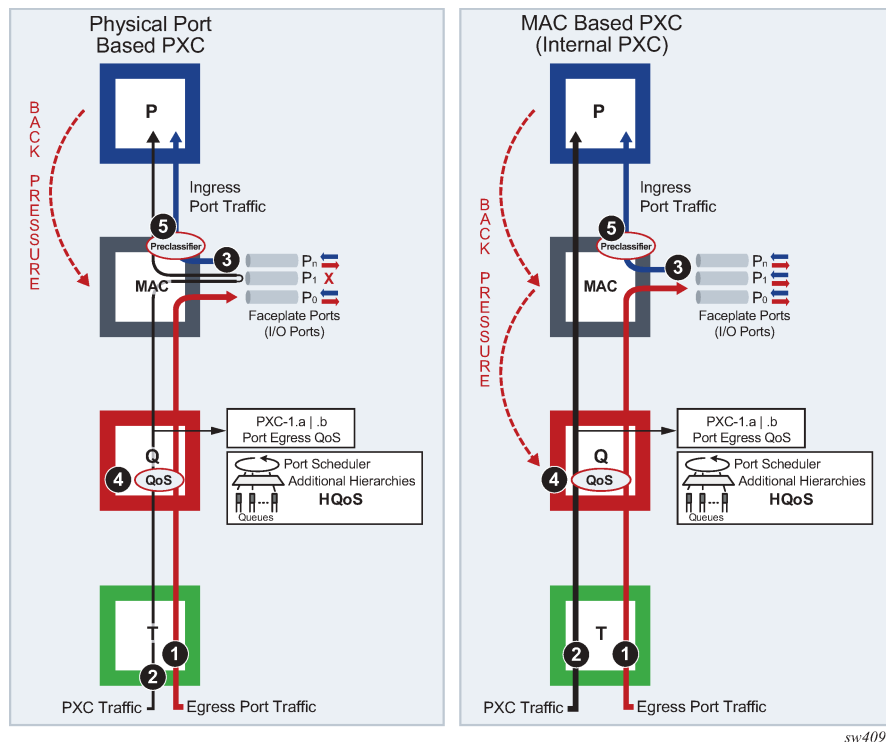 Physical Port
Based PXC
P
BACK PRESSURE
Ingress
Port Traffic
5
Preclassifier
3
MAC
Pn
P1 X
P0
Faceplate Ports
(I/O Ports)
PXC-1.a | .b
Port Egress QoS
Q
4
QoS
Port Scheduler
Additional Hierarchies
HQoS
Queues
T
1
2
PXC Traffic
Egress Port Traffic
MAC Based PXC
(Internal PXC)
P
BACK PRESSURE
Ingress
Port Traffic
5
Preclassifier
3
MAC
Pn
P1
P0
Faceplate Ports
(I/O Ports)
PXC-1.a | .b
Port Egress QoS
Q
4
QoS
Port Scheduler
Additional Hierarchies
HQoS
Queues
T
2
1
PXC Traffic
Egress Port Traffic
sw409